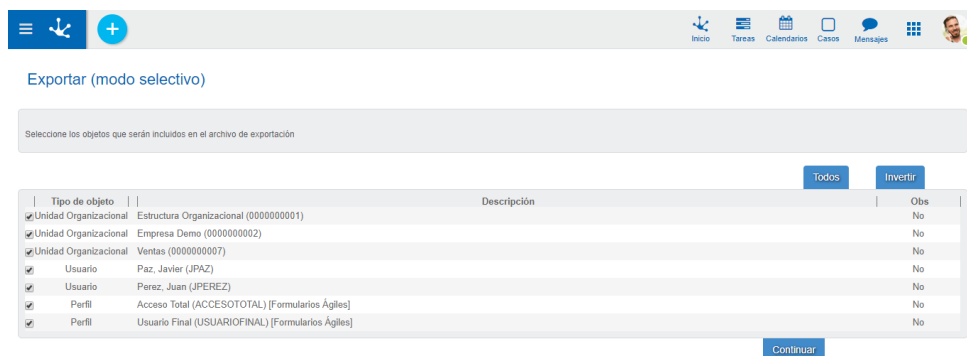 Inicio Tareas Calendarios Casos Mensajes
Exportar (modo selectivo)
Seleccione los objetos que serán incluidos en el archivo de exportación
Todos Invertir
Tipo de objeto Descripción Obs
Unidad Organizacional Estructura Organizacional (0000000001) No
Unidad Organizacional Empresa Demo (0000000002) No
Unidad Organizacional Ventas (0000000007) No
Usuario Paz, Javier (JPAZ) No
Usuario Perez, Juan (JPEREZ) No
Perfil Acceso Total (ACCESOTOTAL) [Formularios Ágiles] No
Perfil Usuario Final (USUARIOFINAL) [Formularios Ágiles] No
Continuar